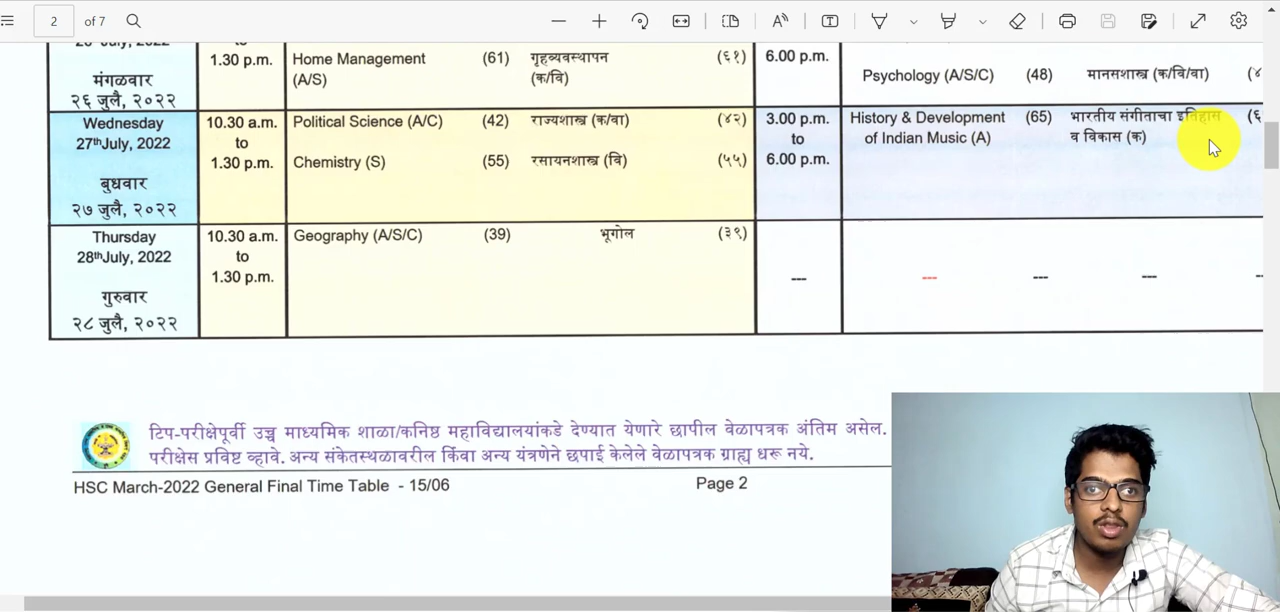 2 of 7
26th July, 2022 to
1.30 p.m. Home Management (61) गृहव्यवस्थापन (६१) 6.00 p.m.
(A/S) (क/वि) Psychology (A/S/C) (48) मानसशास्त्र (क/वि/वा)
मंगळवार
२६ जुलै, २०२२
Wednesday 10.30 a.m. Political Science (A/C) (42) राज्यशास्त्र (क/वा) (४२) 3.00 p.m. History & Development (65) भारतीय संगीताचा इतिहास
27thJuly, 2022 to to of Indian Music (A) व विकास (क)
1.30 p.m. Chemistry (S) (55) रसायनशास्त्र (वि) (५५) 6.00 p.m.
बुधवार
२७ जुलै, २०२२
Thursday 10.30 a.m. Geography (A/S/C) (39) भूगोल (३९)
28thJuly, 2022 to
1.30 p.m. --- --- --- --- --
गुरुवार
२८ जुलै, २०२२
टिप-परीक्षेपूर्वी उच्च माध्यमिक शाळा/कनिष्ठ महाविद्यालयांकडे देण्यात येणारे छापील वेळापत्रक अंतिम असेल.
परीक्षेस प्रविष्ट व्हावे. अन्य संकेतस्थळावरील किंवा अन्य यंत्रणेने छपाई केलेले वेळापत्रक ग्राह्य धरू नये.
HSC March-2022 General Final Time Table - 15/06 Page 2